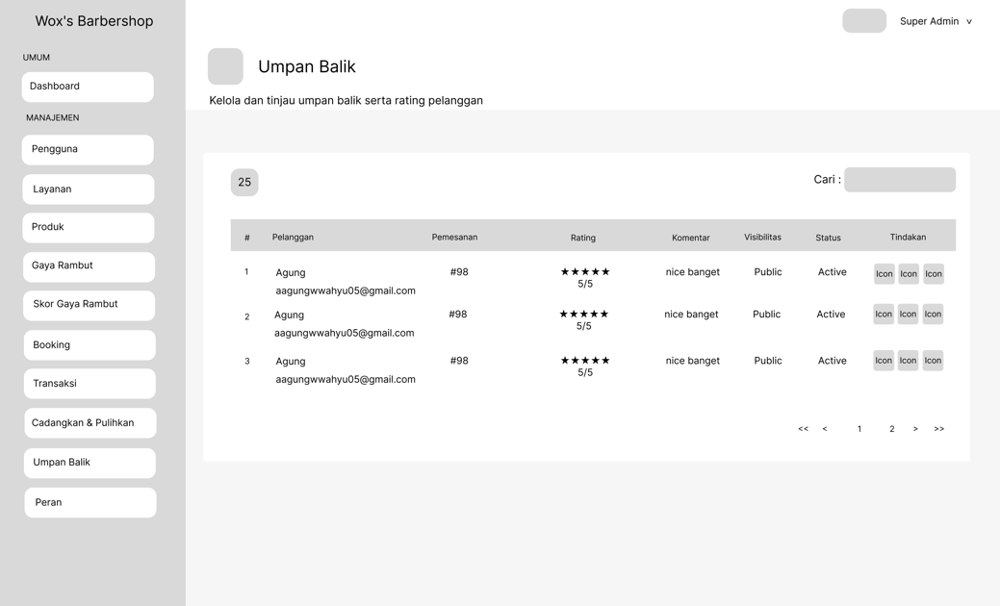 Wox's Barbershop
UMUM
Dashboard
MANAJEMEN
Pengguna
Layanan
Produk
Gaya Rambut
Skor Gaya Rambut
Booking
Transaksi
Cadangkan & Pulihkan
Umpan Balik
Peran
Super Admin v
Umpan Balik
Kelola dan tinjau umpan balik serta rating pelanggan
25
Cari :
# Pelanggan Pemesanan Rating Komentar Visibilitas Status Tindakan
1 Agung #98 ★★★★★ nice banget Public Active Icon Icon Icon
aagungwwahyu05@gmail.com 5/5
2 Agung #98 ★★★★★ nice banget Public Active Icon Icon Icon
aagungwwahyu05@gmail.com 5/5
3 Agung #98 ★★★★★ nice banget Public Active Icon Icon Icon
aagungwwahyu05@gmail.com 5/5
<< < 1 2 > >>